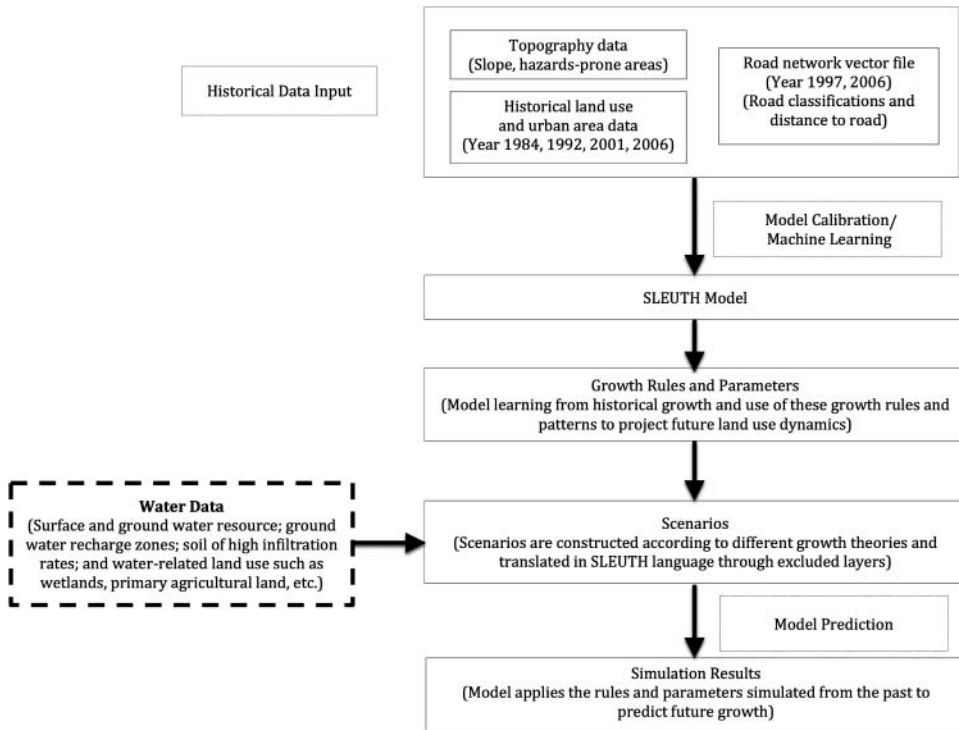 Historical Data Input
Topography data
(Slope, hazards-prone areas)
Historical land use
and urban area data
(Year 1984, 1992, 2001, 2006)
Road network vector file
(Year 1997, 2006)
(Road classifications and
distance to road)
Model Calibration/
Machine Learning
SLEUTH Model
Growth Rules and Parameters
(Model learning from historical growth and use of these growth rules and
patterns to project future land use dynamics)
Water Data
(Surface and ground water resource; ground
water recharge zones; soil of high infiltration
rates; and water-related land use such as
wetlands, primary agricultural land, etc.)
Scenarios
(Scenarios are constructed according to different growth theories and
translated in SLEUTH language through excluded layers)
Model Prediction
Simulation Results
(Model applies the rules and parameters simulated from the past to
predict future growth)